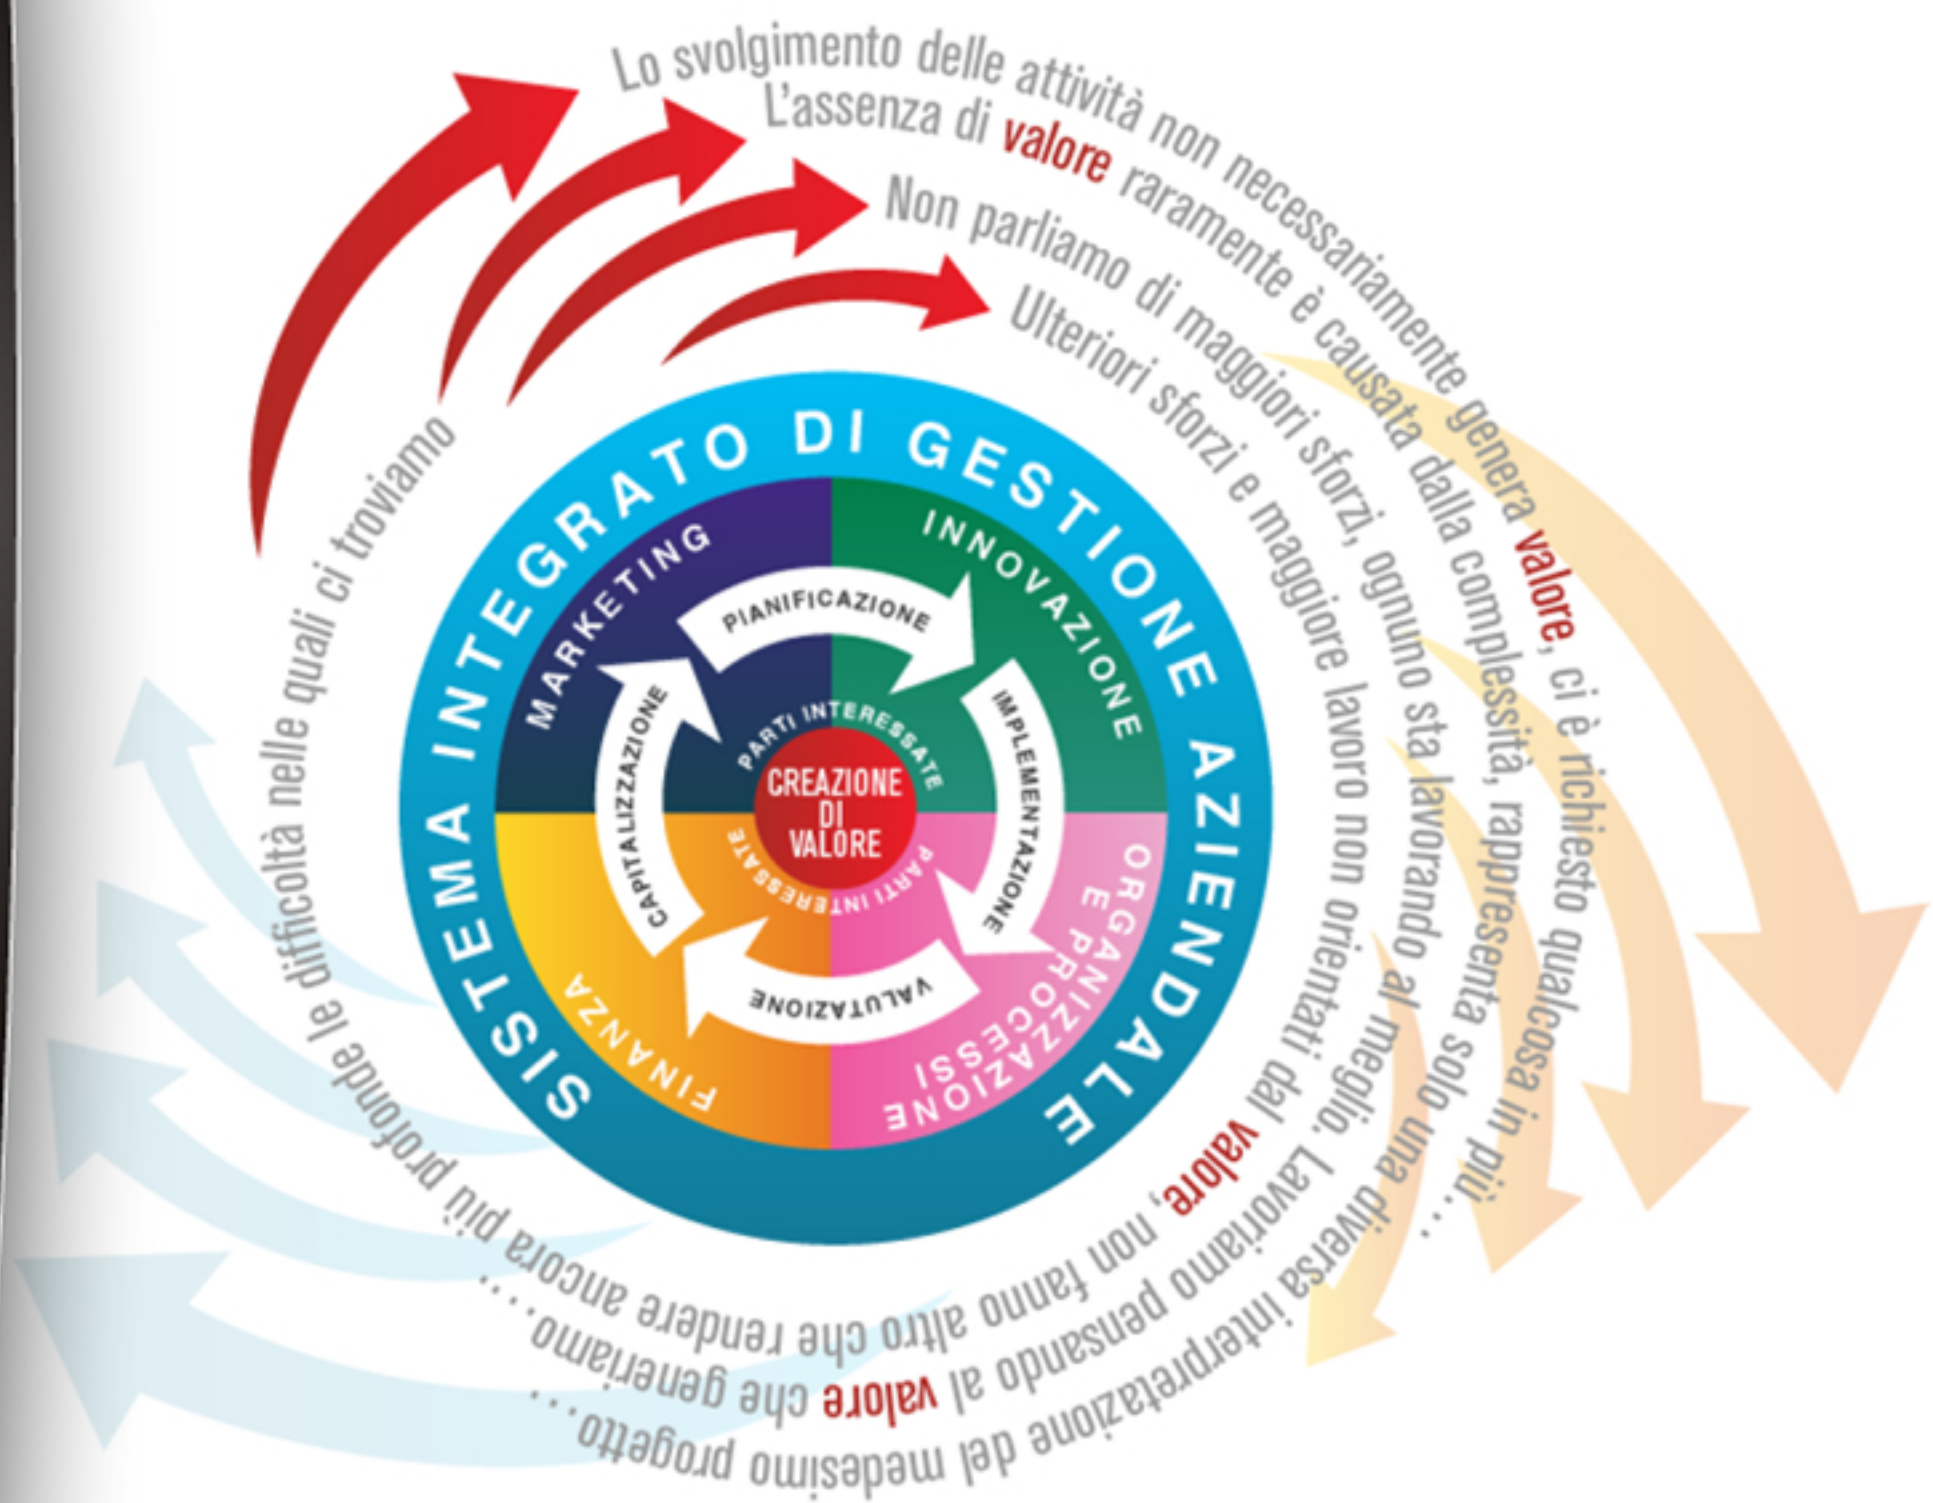 Lo svolgimento delle attività non necessariamente genera valore, ci è richiesto qualcosa in più...
L'assenza di valore raramente è causata dalla complessità, rappresenta solo una diversa interpretazione del medesimo progetto...
Non parliamo di maggiori sforzi, ognuno sta lavorando al meglio. Lavoriamo pensando al valore che generiamo....
Ulteriori sforzi e maggiore lavoro non orientati dal valore, non fanno altro che rendere ancora più profonde le difficoltà nelle quali ci troviamo
SISTEMA INTEGRATO DI GESTIONE AZIENDALE
MARKETING
INNOVAZIONE
ORGANIZZAZIONE
E PROCESSI
FINANZA
PIANIFICAZIONE
IMPLEMENTAZIONE
VALUTAZIONE
CAPITALIZZAZIONE
PARTI INTERESSATE
PARTI INTERESSATE
CREAZIONE
DI
VALORE